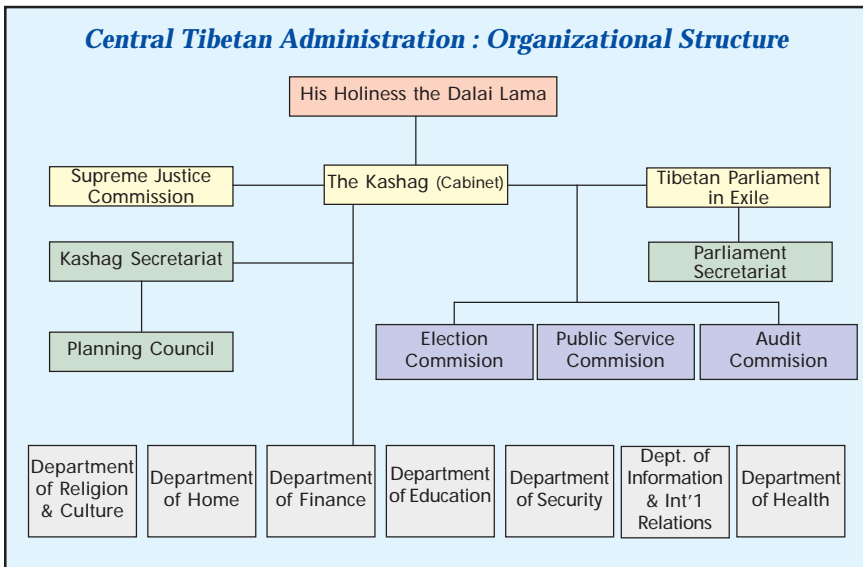 Central Tibetan Administration : Organizational Structure
His Holiness the Dalai Lama
Supreme Justice
Commission
The Kashag (Cabinet)
Tibetan Parliament
in Exile
Kashag Secretariat
Parliament
Secretariat
Planning Council
Election
Commision
Public Service
Commision
Audit
Commision
Department
of Religion
& Culture
Department
of Home
Department
of Finance
Department
of Education
Department
of Security
Dept. of
Information
& Int'1
Relations
Department
of Health